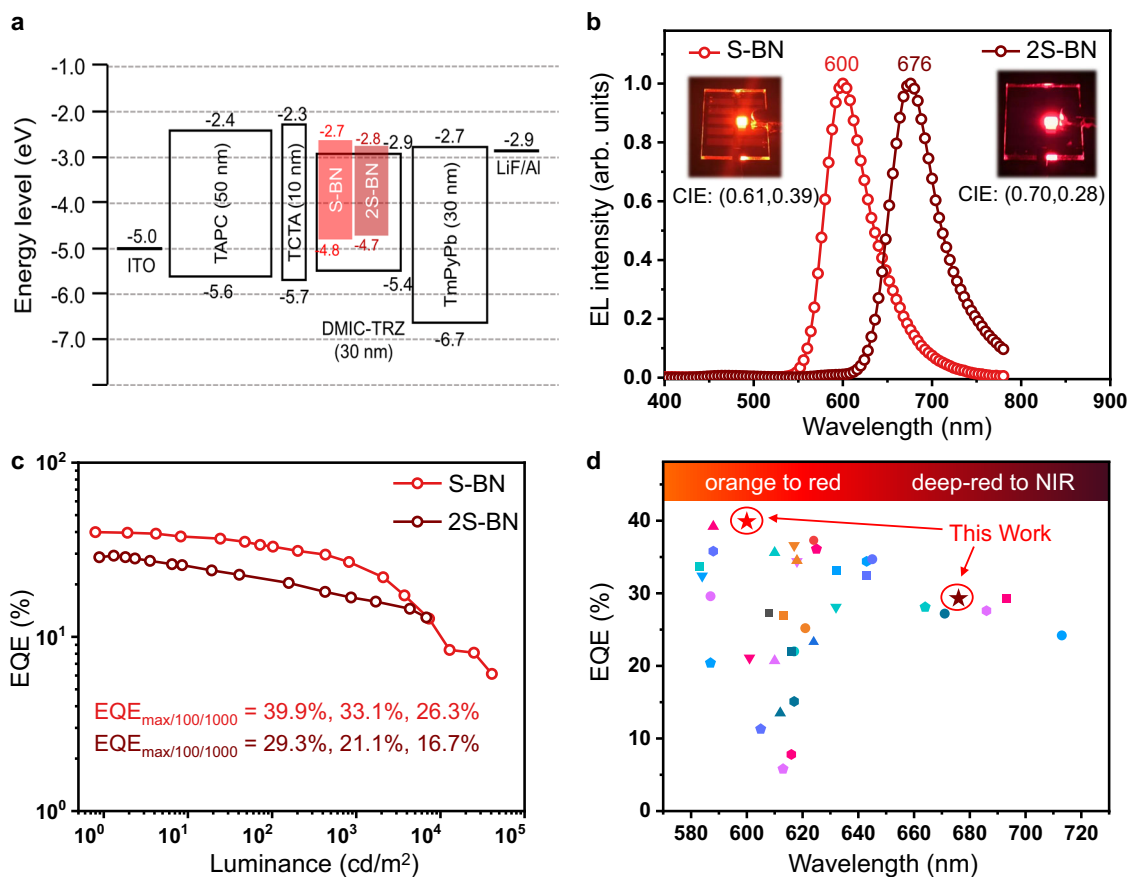 a
Energy level (eV)
-1.0
-2.0
-3.0
-4.0
-5.0
-6.0
-7.0
-5.0
ITO
-2.4
TAPC (50 nm)
-5.6
-2.3
TCTA (10 nm)
-5.7
-2.7
S-BN
-4.8
-2.8
2S-BN
-4.7
-2.9
-5.4
DMIC-TRZ
(30 nm)
-2.7
TmPyPb (30 nm)
-6.7
-2.9
LiF/Al
b
S-BN
2S-BN
600
676
CIE: (0.61,0.39)
CIE: (0.70,0.28)
EL intensity (arb. units)
1.0
0.8
0.6
0.4
0.2
0.0
400 500 600 700 800 900
Wavelength (nm)
c
S-BN
2S-BN
EQE (%)
10²
10¹
10⁰
EQEmax/100/1000 = 39.9%, 33.1%, 26.3%
EQEmax/100/1000 = 29.3%, 21.1%, 16.7%
10⁰ 10¹ 10² 10³ 10⁴ 10⁵
Luminance (cd/m²)
d
orange to red
deep-red to NIR
This Work
EQE (%)
40
30
20
10
0
580 600 620 640 660 680 700 720
Wavelength (nm)